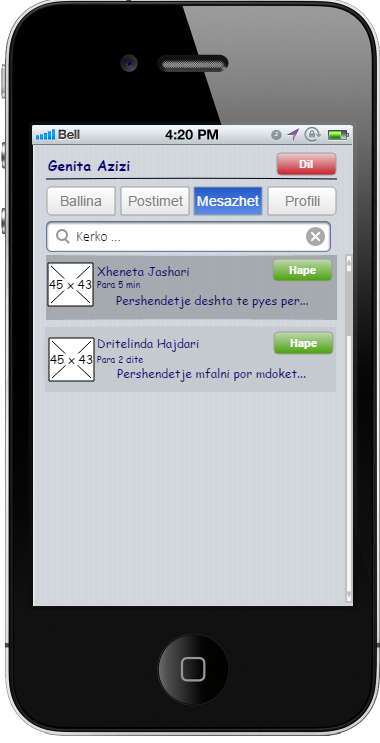 Bell 4:20 PM
Genita Azizi Dil
Ballina Postimet Mesazhet Profili
Kerko ...
45 x 43 Xheneta Jashari Hape
Para 5 min
Pershendetje deshta te pyes per...
45 x 43 Dritelinda Hajdari Hape
Para 2 dite
Pershendetje mfalni por mdoket...